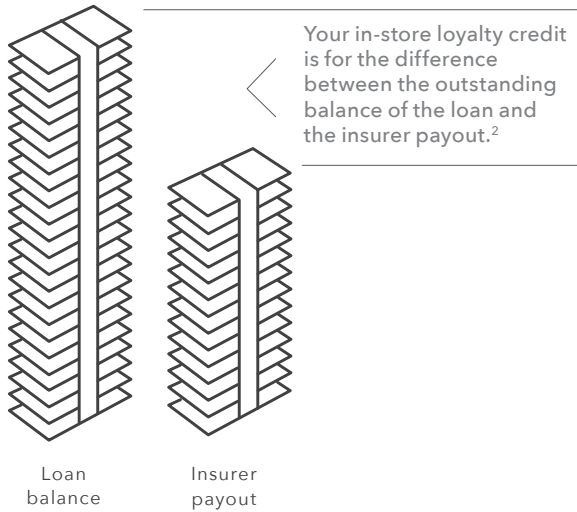 Your in-store loyalty credit
is for the difference
between the outstanding
balance of the loan and
the insurer payout.²
Loan
balance
Insurer
payout